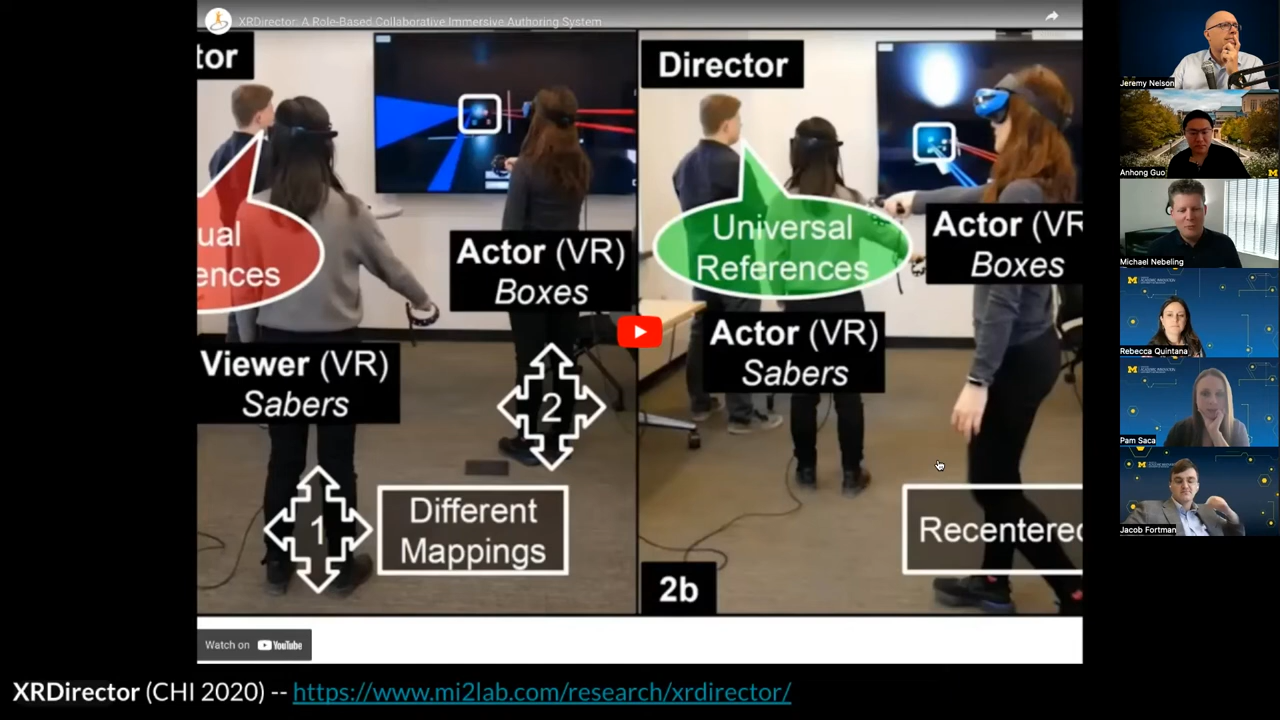 XRDirector: A Role-Based Collaborative Immersive Authoring System
tor
Director
ual
ences
Universal
References
Actor (VR)
Boxes
Actor (VR
Boxes
Viewer (VR)
Sabers
Actor (VR)
Sabers
1
2
Different
Mappings
Recentered
2b
Watch on YouTube
XRDirector (CHI 2020) -- https://www.mi2lab.com/research/xrdirector/
Jeremy Nelson
Anhong Guo
Michael Nebeling
Rebecca Quintana
Pam Saca
Jacob Fortman